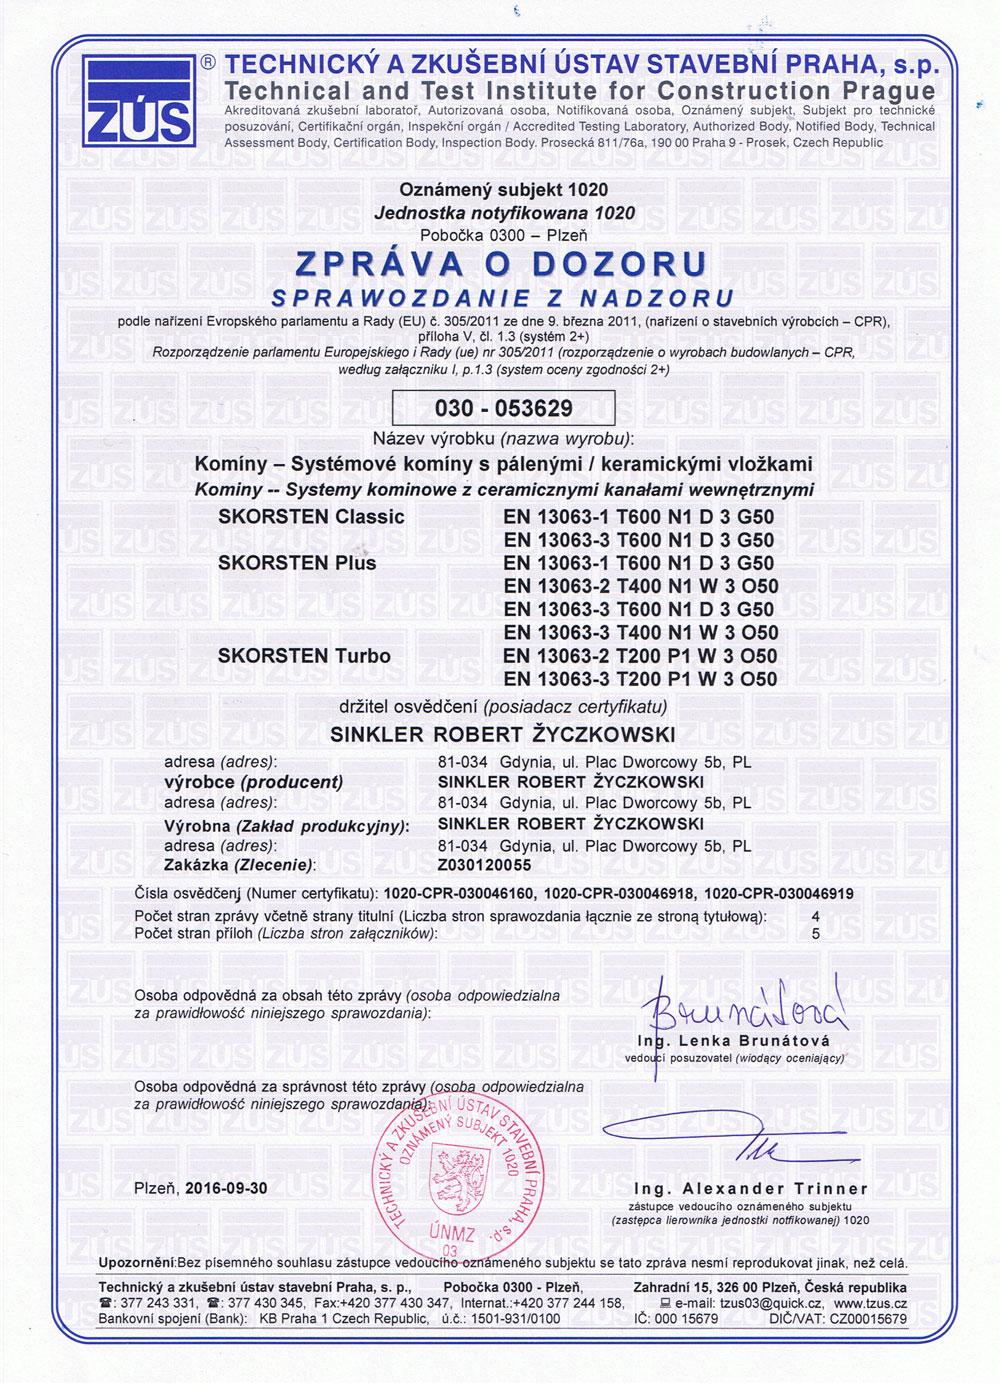 ZÚS ®
TECHNICKÝ A ZKUŠEBNÍ ÚSTAV STAVEBNÍ PRAHA, s.p.
Technical and Test Institute for Construction Prague
Akreditovaná zkušební laboratoř, Autorizovaná osoba, Notifikovaná osoba, Oznámený subjekt, Subjekt pro technické
posuzování, Certifikační orgán, Inspekční orgán / Accredited Testing Laboratory, Authorized Body, Notified Body, Technical
Assessment Body, Certification Body, Inspection Body. Prosecká 811/76a, 190 00 Praha 9 - Prosek, Czech Republic
Oznámený subjekt 1020
Jednostka notyfikowana 1020
Pobočka 0300 – Plzeň
ZPRÁVA O DOZORU
SPRAWOZDANIE Z NADZORU
podle nařízení Evropského parlamentu a Rady (EU) č. 305/2011 ze dne 9. března 2011, (nařízení o stavebních výrobcích – CPR),
příloha V, čl. 1.3 (systém 2+)
Rozporządzenie parlamentu Europejskiego i Rady (ue) nr 305/2011 (rozporządzenie o wyrobach budowlanych – CPR,
według załączniku I, p.1.3 (system oceny zgodności 2+)
030 - 053629
Název výrobku (nazwa wyrobu):
Komíny – Systémové komíny s pálenými / keramickými vložkami
Kominy -- Systemy kominowe z ceramicznymi kanałami wewnętrznymi
SKORSTEN Classic EN 13063-1 T600 N1 D 3 G50
EN 13063-3 T600 N1 D 3 G50
SKORSTEN Plus EN 13063-1 T600 N1 D 3 G50
EN 13063-2 T400 N1 W 3 O50
EN 13063-3 T600 N1 D 3 G50
EN 13063-3 T400 N1 W 3 O50
SKORSTEN Turbo EN 13063-2 T200 P1 W 3 O50
EN 13063-3 T200 P1 W 3 O50
držitel osvědčení (posiadacz certyfikatu)
SINKLER ROBERT ŽYCZKOWSKI
adresa (adres): 81-034 Gdynia, ul. Plac Dworcowy 5b, PL
výrobce (producent) SINKLER ROBERT ŽYCZKOWSKI
adresa (adres): 81-034 Gdynia, ul. Plac Dworcowy 5b, PL
Výrobna (Zakład produkcyjny): SINKLER ROBERT ŽYCZKOWSKI
adresa (adres): 81-034 Gdynia, ul. Plac Dworcowy 5b, PL
Zakázka (Zlecenie): Z030120055
Čísla osvědčenj (Numer certyfikatu): 1020-CPR-030046160, 1020-CPR-030046918, 1020-CPR-030046919
Počet stran zprávy včetně strany titulní (Liczba stron sprawozdania łącznie ze stroną tytułową): 4
Počet stran příloh (Liczba stron załączników): 5
Osoba odpovědná za obsah této zprávy (osoba odpowiedzialna
za prawidłowość niniejszego sprawozdania):
Brunátová
Ing. Lenka Brunátová
vedoucí posuzovatel (wiodący oceniający)
Osoba odpovědná za správnost této zprávy (osoba odpowiedzialna
za prawidłowość niniejszego sprawozdania):
TECHNICKÝ A ZKUŠEBNÍ ÚSTAV STAVEBNÍ PRAHA, s.p.
OZNÁMENÝ SUBJEKT 1020
ÚNMZ
03
Plzeň, 2016-09-30
Ing. Alexander Trinner
zástupce vedoucího oznámeného subjektu
(zastępca lierownika jednostki notfikowanej) 1020
Upozornění:Bez písemného souhlasu zástupce vedoucího oznámeného subjektu se tato zpráva nesmí reprodukovat jinak, než celá.
Technický a zkušební ústav stavební Praha, s. p., Pobočka 0300 - Plzeň, Zahradní 15, 326 00 Plzeň, Česká republika
☎: 377 243 331, ☎: 377 430 345, Fax:+420 377 430 347, Internat.:+420 377 244 158, e-mail: tzus03@quick.cz, www.tzus.cz
Bankovní spojení (Bank): KB Praha 1 Czech Republic, ú.č.: 1501-931/0100 IČ: 000 15679 DIČ/VAT: CZ00015679